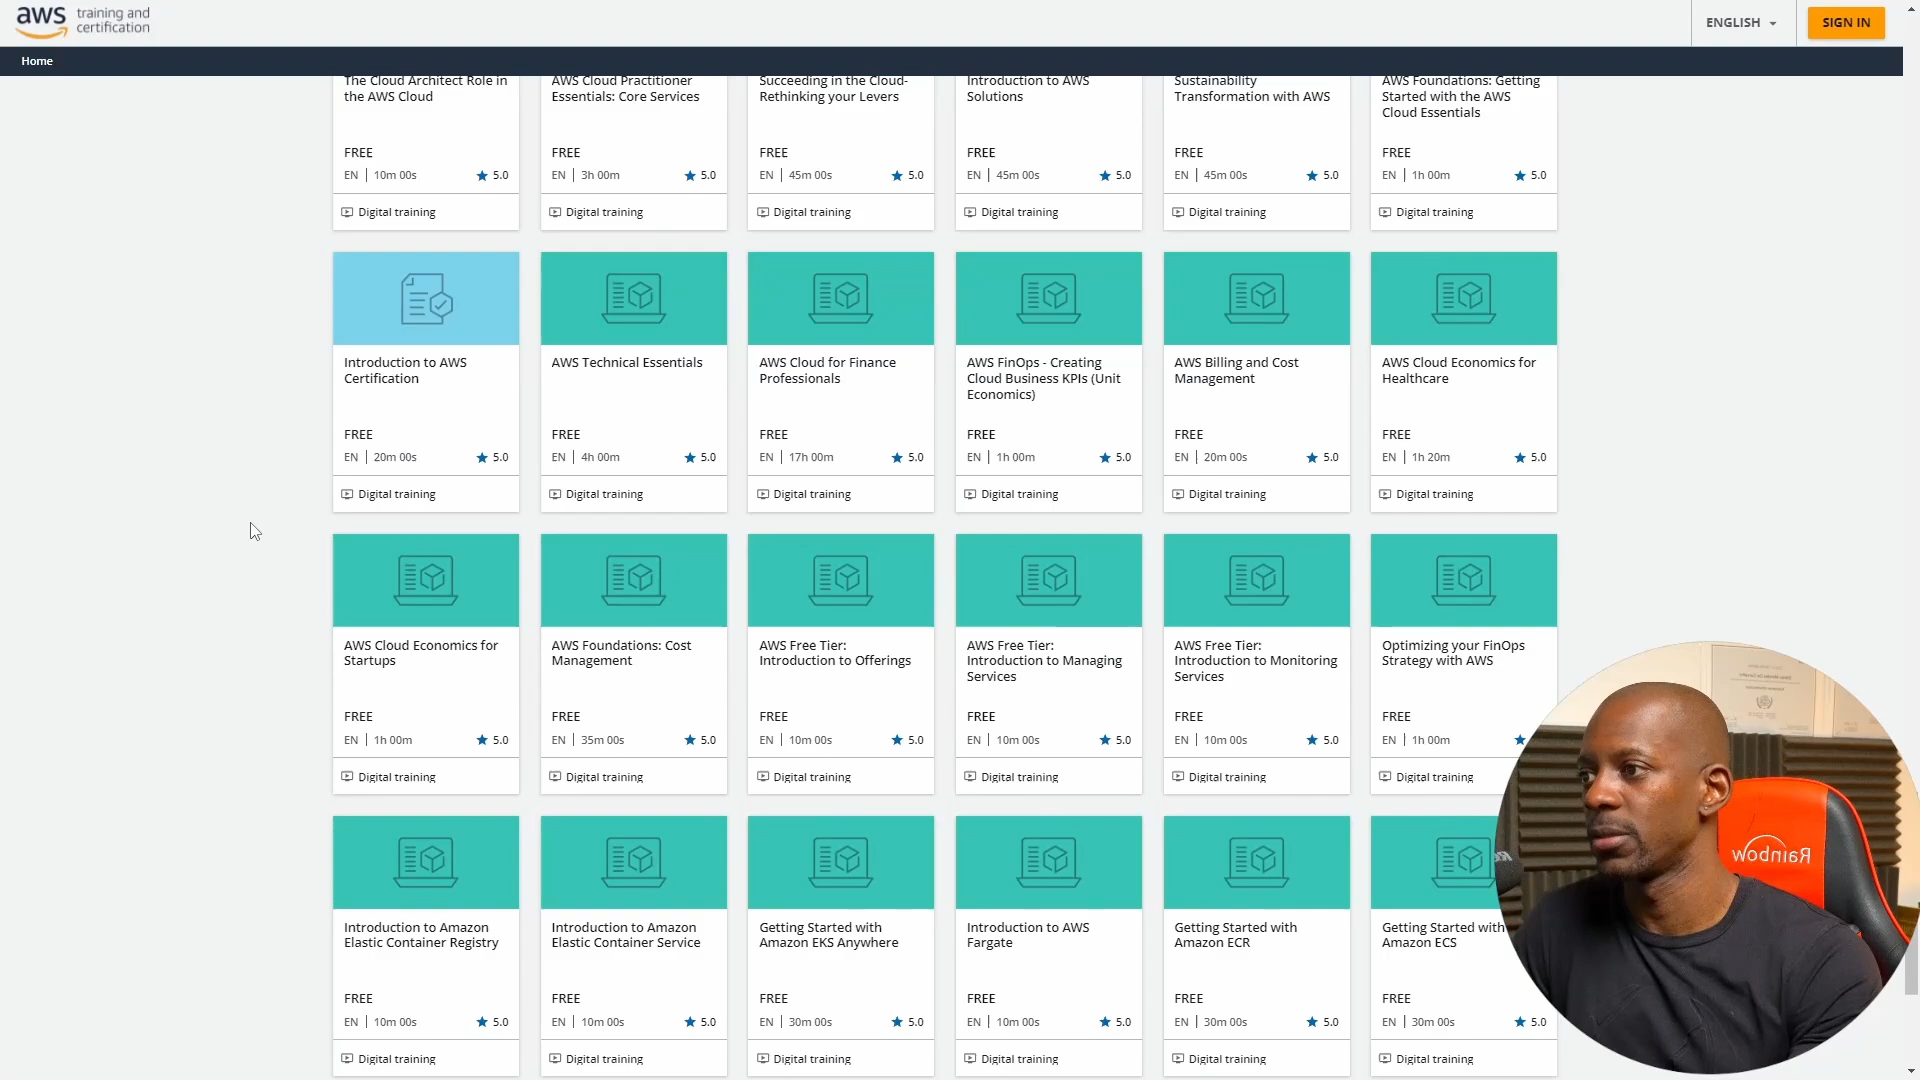 aws training and
certification
ENGLISH
SIGN IN
Home
The Cloud Architect Role in
the AWS Cloud
FREE
EN | 10m 00s 5.0
Digital training
AWS Cloud Practitioner
Essentials: Core Services
FREE
EN | 3h 00m 5.0
Digital training
Succeeding in the Cloud-
Rethinking your Levers
FREE
EN | 45m 00s 5.0
Digital training
Introduction to AWS
Solutions
FREE
EN | 45m 00s 5.0
Digital training
Sustainability
Transformation with AWS
FREE
EN | 45m 00s 5.0
Digital training
AWS Foundations: Getting
Started with the AWS
Cloud Essentials
FREE
EN | 1h 00m 5.0
Digital training
Introduction to AWS
Certification
FREE
EN | 20m 00s 5.0
Digital training
AWS Technical Essentials
FREE
EN | 4h 00m 5.0
Digital training
AWS Cloud for Finance
Professionals
FREE
EN | 17h 00m 5.0
Digital training
AWS FinOps - Creating
Cloud Business KPIs (Unit
Economics)
FREE
EN | 1h 00m 5.0
Digital training
AWS Billing and Cost
Management
FREE
EN | 20m 00s 5.0
Digital training
AWS Cloud Economics for
Healthcare
FREE
EN | 1h 20m 5.0
Digital training
AWS Cloud Economics for
Startups
FREE
EN | 1h 00m 5.0
Digital training
AWS Foundations: Cost
Management
FREE
EN | 35m 00s 5.0
Digital training
AWS Free Tier:
Introduction to Offerings
FREE
EN | 10m 00s 5.0
Digital training
AWS Free Tier:
Introduction to Managing
Services
FREE
EN | 10m 00s 5.0
Digital training
AWS Free Tier:
Introduction to Monitoring
Services
FREE
EN | 10m 00s 5.0
Digital training
Optimizing your FinOps
Strategy with AWS
FREE
EN | 1h 00m
Digital training
Introduction to Amazon
Elastic Container Registry
FREE
EN | 10m 00s 5.0
Digital training
Introduction to Amazon
Elastic Container Service
FREE
EN | 10m 00s 5.0
Digital training
Getting Started with
Amazon EKS Anywhere
FREE
EN | 30m 00s 5.0
Digital training
Introduction to AWS
Fargate
FREE
EN | 10m 00s 5.0
Digital training
Getting Started with
Amazon ECR
FREE
EN | 30m 00s 5.0
Digital training
Getting Started with
Amazon ECS
FREE
EN | 30m 00s 5.0
Digital training
Rainbow